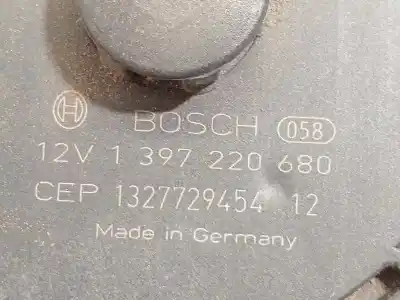 BOSCH 058
12V 1 397 220 680
CEP 1327729454 12
Made in Germany